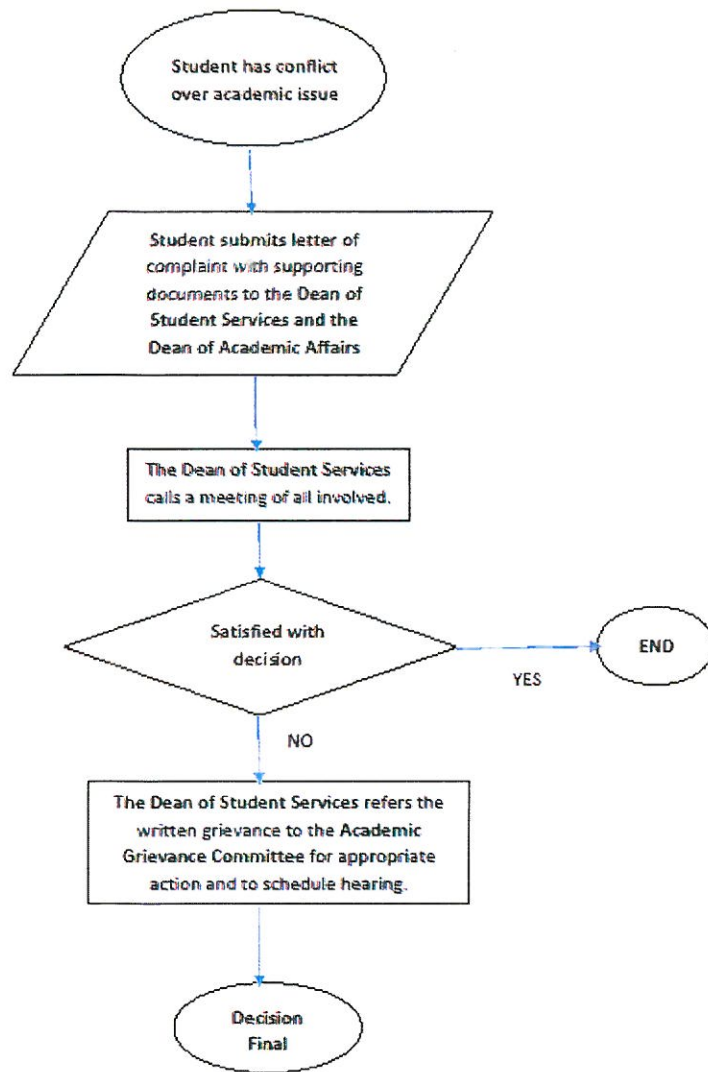 Student has conflict
over academic issue
Student submits letter of
complaint with supporting
documents to the Dean of
Student Services and the
Dean of Academic Affairs
The Dean of Student Services
calls a meeting of all involved.
Satisfied with
decision
YES
END
NO
The Dean of Student Services refers the
written grievance to the Academic
Grievance Committee for appropriate
action and to schedule hearing.
Decision
Final